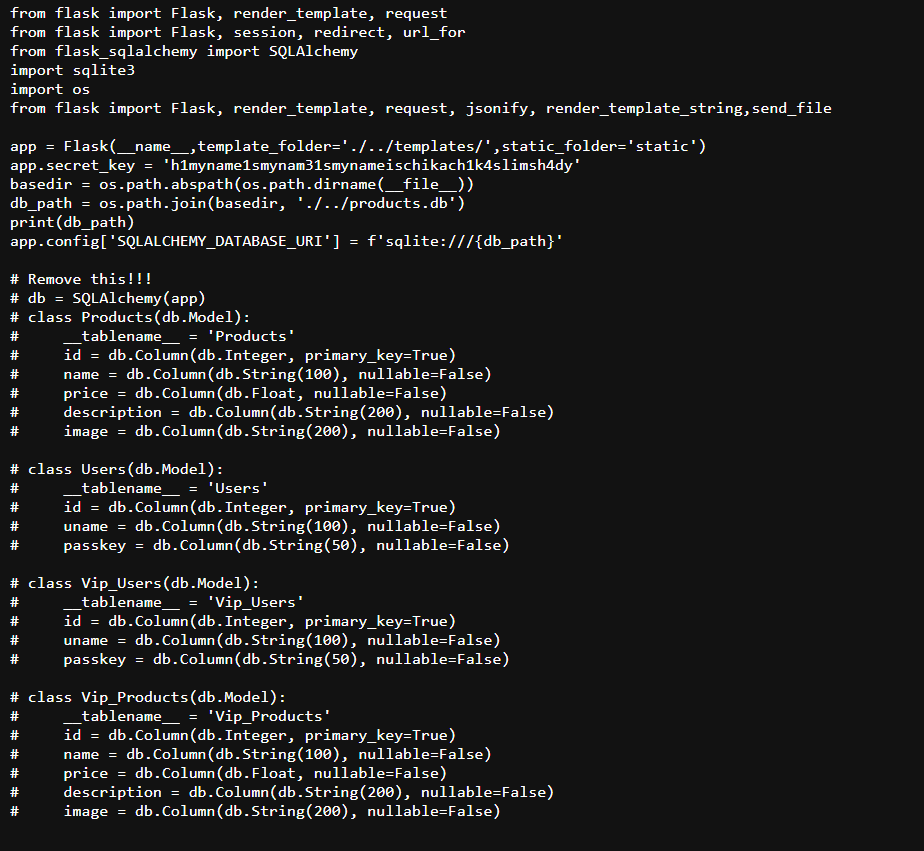 from flask import Flask, render_template, request
from flask import Flask, session, redirect, url_for
from flask_sqlalchemy import SQLAlchemy
import sqlite3
import os
from flask import Flask, render_template, request, jsonify, render_template_string,send_file

app = Flask(__name__,template_folder='./../templates/',static_folder='static')
app.secret_key = 'h1myname1smynam31smynameischikach1k4slimsh4dy'
basedir = os.path.abspath(os.path.dirname(__file__))
db_path = os.path.join(basedir, './../products.db')
print(db_path)
app.config['SQLALCHEMY_DATABASE_URI'] = f'sqlite:///{db_path}'

# Remove this!!!
# db = SQLAlchemy(app)
# class Products(db.Model):
#     __tablename__ = 'Products'
#     id = db.Column(db.Integer, primary_key=True)
#     name = db.Column(db.String(100), nullable=False)
#     price = db.Column(db.Float, nullable=False)
#     description = db.Column(db.String(200), nullable=False)
#     image = db.Column(db.String(200), nullable=False)

# class Users(db.Model):
#     __tablename__ = 'Users'
#     id = db.Column(db.Integer, primary_key=True)
#     uname = db.Column(db.String(100), nullable=False)
#     passkey = db.Column(db.String(50), nullable=False)

# class Vip_Users(db.Model):
#     __tablename__ = 'Vip_Users'
#     id = db.Column(db.Integer, primary_key=True)
#     uname = db.Column(db.String(100), nullable=False)
#     passkey = db.Column(db.String(50), nullable=False)

# class Vip_Products(db.Model):
#     __tablename__ = 'Vip_Products'
#     id = db.Column(db.Integer, primary_key=True)
#     name = db.Column(db.String(100), nullable=False)
#     price = db.Column(db.Float, nullable=False)
#     description = db.Column(db.String(200), nullable=False)
#     image = db.Column(db.String(200), nullable=False)